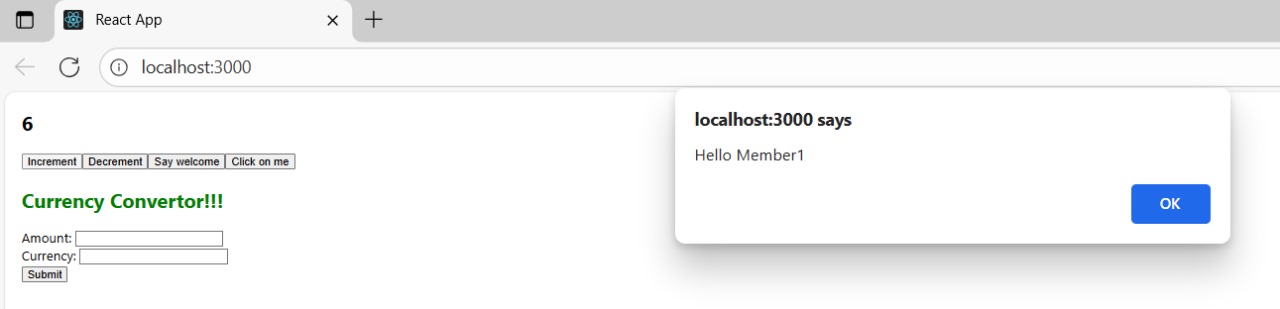 React App
localhost:3000
localhost:3000 says
Hello Member1
OK
6
Increment Decrement Say welcome Click on me
Currency Convertor!!!
Amount:
Currency:
Submit